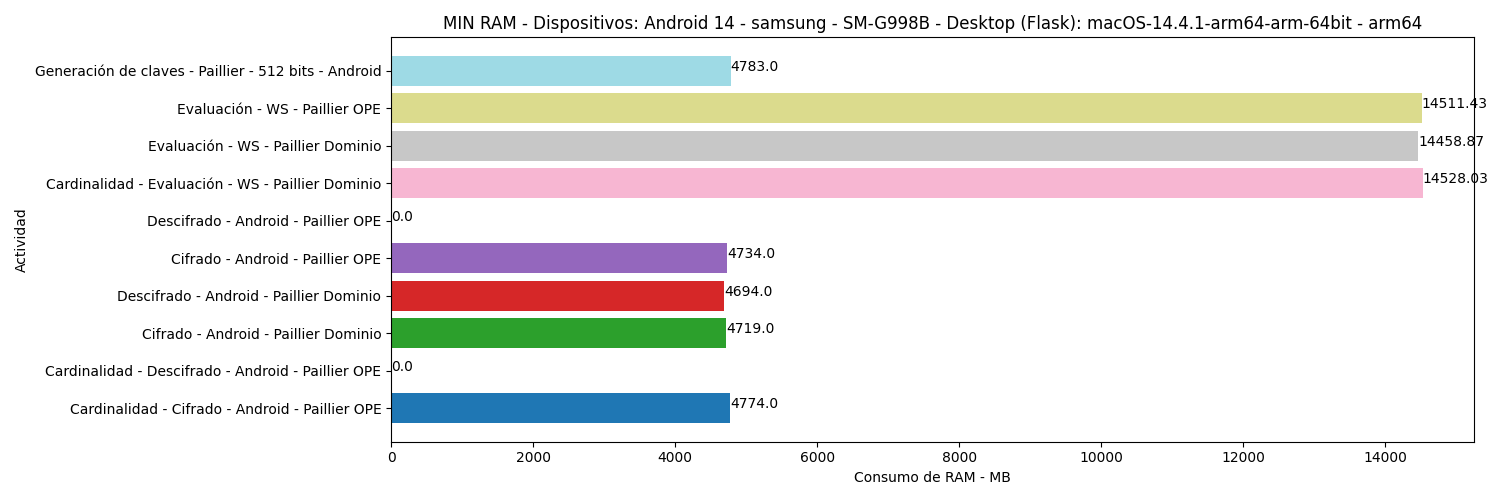 MIN RAM - Dispositivos: Android 14 - samsung - SM-G998B - Desktop (Flask): macOS-14.4.1-arm64-arm-64bit - arm64
Generación de claves - Paillier - 512 bits - Android
4783.0
Evaluación - WS - Paillier OPE
14511.43
Evaluación - WS - Paillier Dominio
14458.87
Cardinalidad - Evaluación - WS - Paillier Dominio
14528.03
Descifrado - Android - Paillier OPE
0.0
Cifrado - Android - Paillier OPE
4734.0
Descifrado - Android - Paillier Dominio
4694.0
Cifrado - Android - Paillier Dominio
4719.0
Cardinalidad - Descifrado - Android - Paillier OPE
0.0
Cardinalidad - Cifrado - Android - Paillier OPE
4774.0
Actividad
0 2000 4000 6000 8000 10000 12000 14000
Consumo de RAM - MB